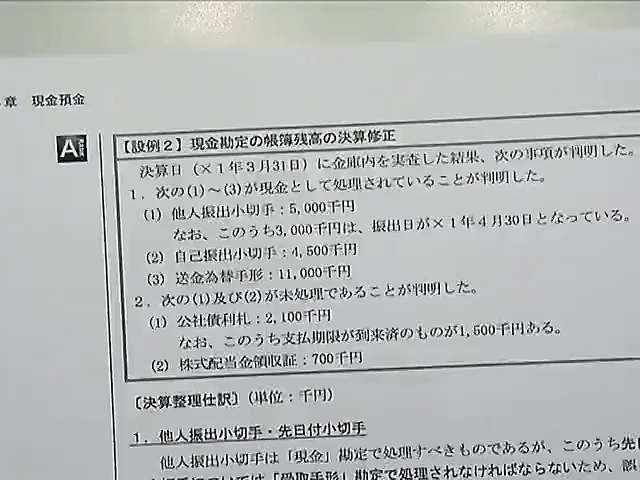 章 現金預金
A
【設例2】現金勘定の帳簿残高の決算修正
決算日(×1年3月31日)に金庫内を実査した結果、次の事項が判明した。
1.次の(1)~(3)が現金として処理されていることが判明した。
(1) 他人振出小切手:5,000千円
なお、このうち3,000千円は、振出日が×1年4月30日となっている。
(2) 自己振出小切手:4,500千円
(3) 送金為替手形:11,000千円
2.次の(1)及び(2)が未処理であることが判明した。
(1) 公社債利札:2,100千円
なお、このうち支払期限が到来済のものが1,500千円ある。
(2) 株式配当金領収証:700千円
〔決算整理仕訳〕(単位:千円)
1.他人振出小切手・先日付小切手
他人振出小切手は「現金」勘定で処理すべきものであるが、このうち先
については「受取手形」勘定で処理されなければならないため、誤